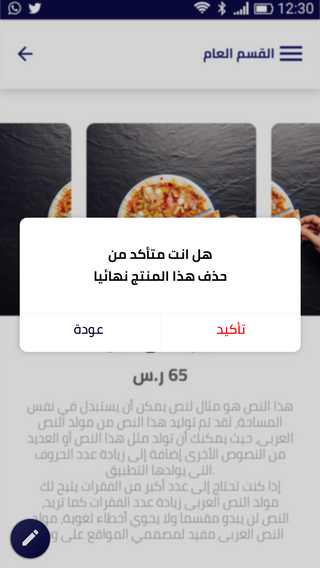 12:30
القسم العام
هل انت متأكد من
حذف هذا المنتج نهائيا
تأكيد
عودة
65 ر.س
هذا النص هو مثال لنص يمكن أن يستبدل في نفس
المساحة، لقد تم توليد هذا النص من مولد النص
العربى، حيث يمكنك أن تولد مثل هذا النص أو العديد
من النصوص الأخرى إضافة إلى زيادة عدد الحروف
التى يولدها التطبيق.
إذا كنت تحتاج إلى عدد أكبر من الفقرات يتيح لك
مولد النص العربى زيادة عدد الفقرات كما تريد،
النص لن يبدو مقسما ولا يحوي أخطاء لغوية، مولد
النص العربى مفيد لمصممي المواقع على و